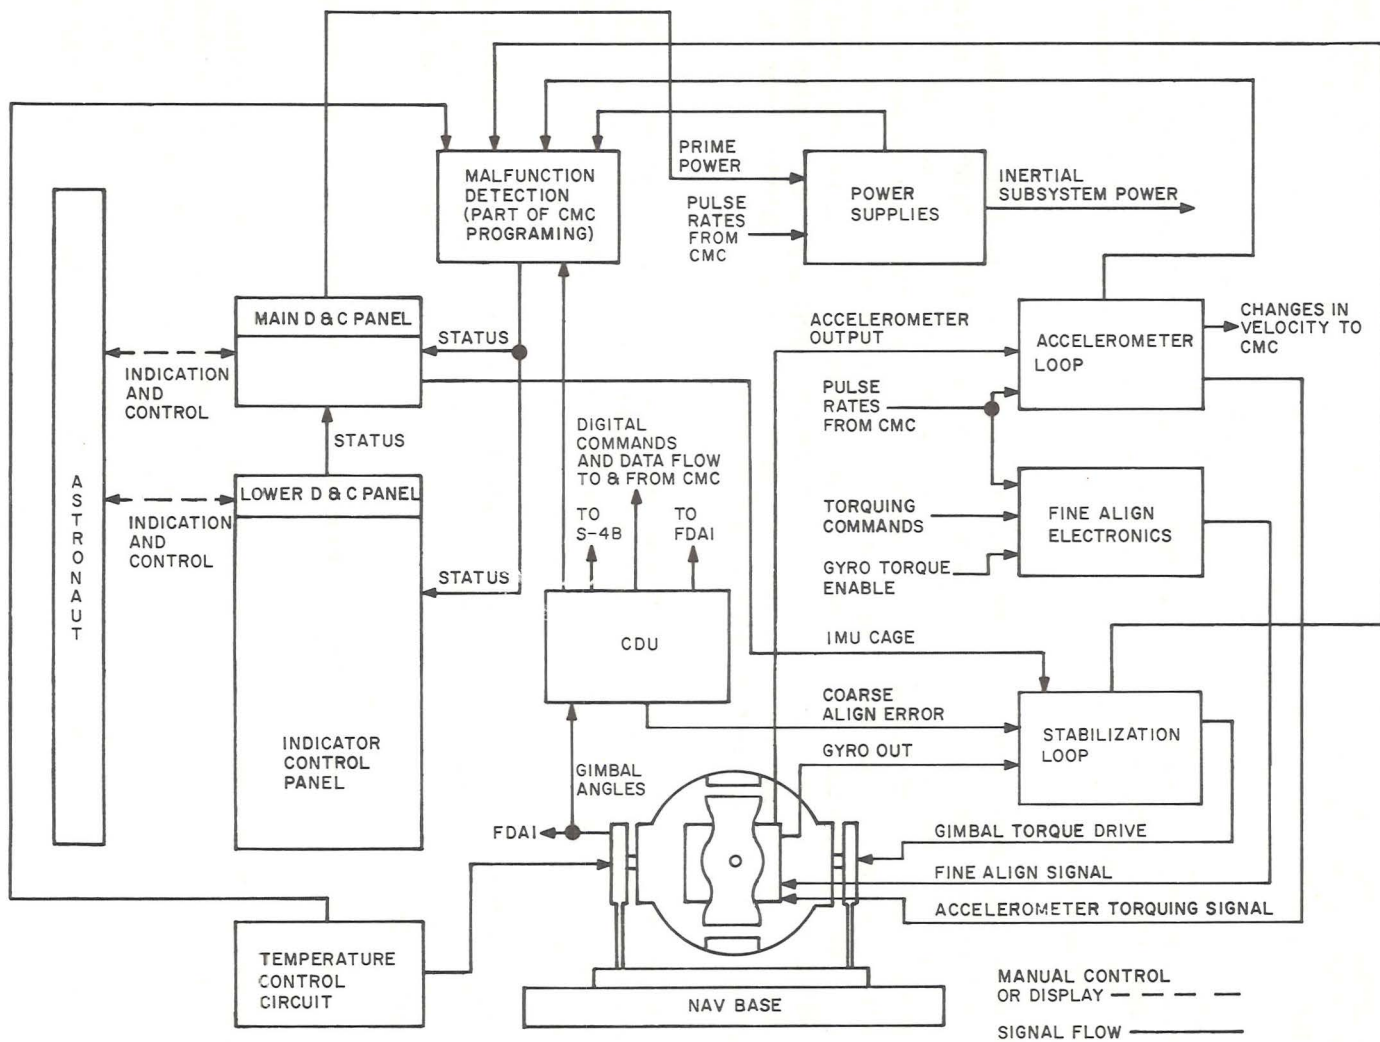 PRIME
POWER
MALFUNCTION
DETECTION
(PART OF CMC
PROGRAMING)
PULSE
RATES
FROM
CMC
POWER
SUPPLIES
INERTIAL
SUBSYSTEM POWER
MAIN D & C PANEL
STATUS
INDICATION
AND
CONTROL
STATUS
ACCELEROMETER
OUTPUT
ACCELEROMETER
LOOP
CHANGES IN
VELOCITY TO
CMC
PULSE
RATES
FROM CMC
DIGITAL
COMMANDS
AND DATA FLOW
TO & FROM CMC
ASTRONAUT
LOWER D & C PANEL
INDICATION
AND
CONTROL
STATUS
TO
S-4B
TO
FDAI
TORQUING
COMMANDS
FINE ALIGN
ELECTRONICS
GYRO TORQUE
ENABLE
CDU
IMU CAGE
COARSE
ALIGN ERROR
GYRO OUT
STABILIZATION
LOOP
INDICATOR
CONTROL
PANEL
GIMBAL
ANGLES
FDAI
GIMBAL TORQUE DRIVE
FINE ALIGN SIGNAL
ACCELEROMETER TORQUING SIGNAL
TEMPERATURE
CONTROL
CIRCUIT
NAV BASE
MANUAL CONTROL
OR DISPLAY
SIGNAL FLOW